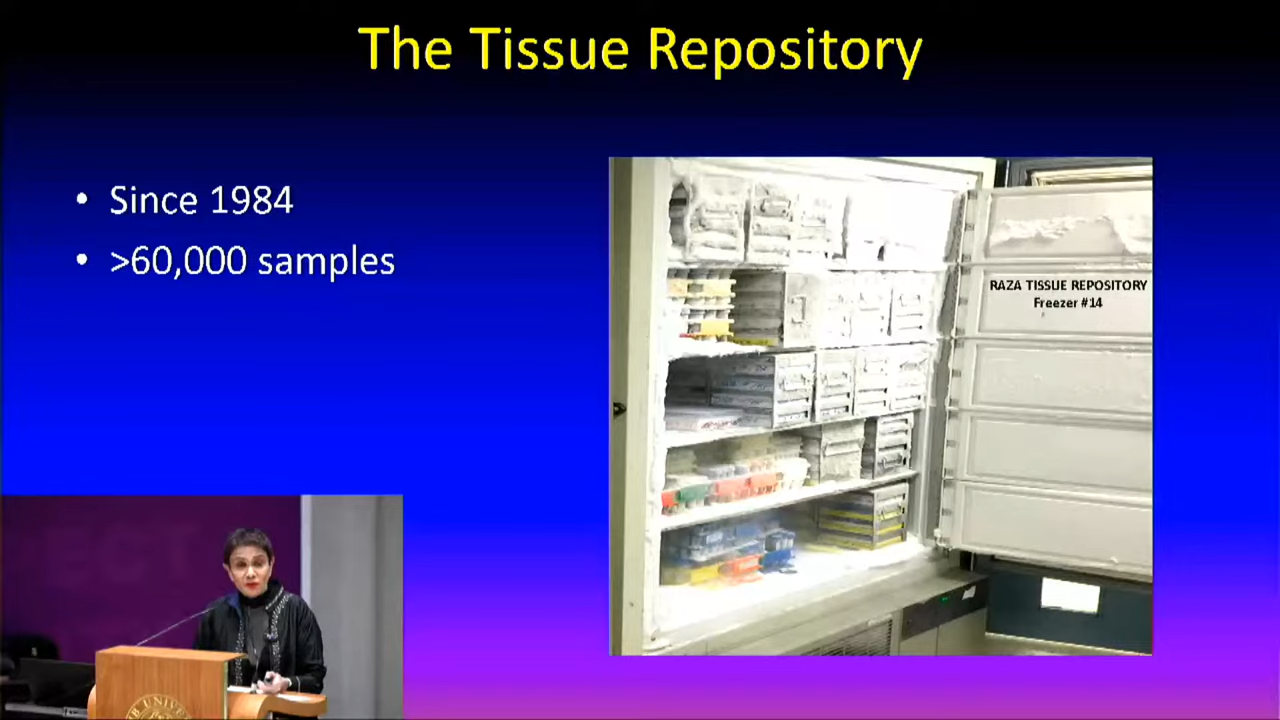 The Tissue Repository
• Since 1984
• >60,000 samples
RAZA TISSUE REPOSITORY
Freezer #14